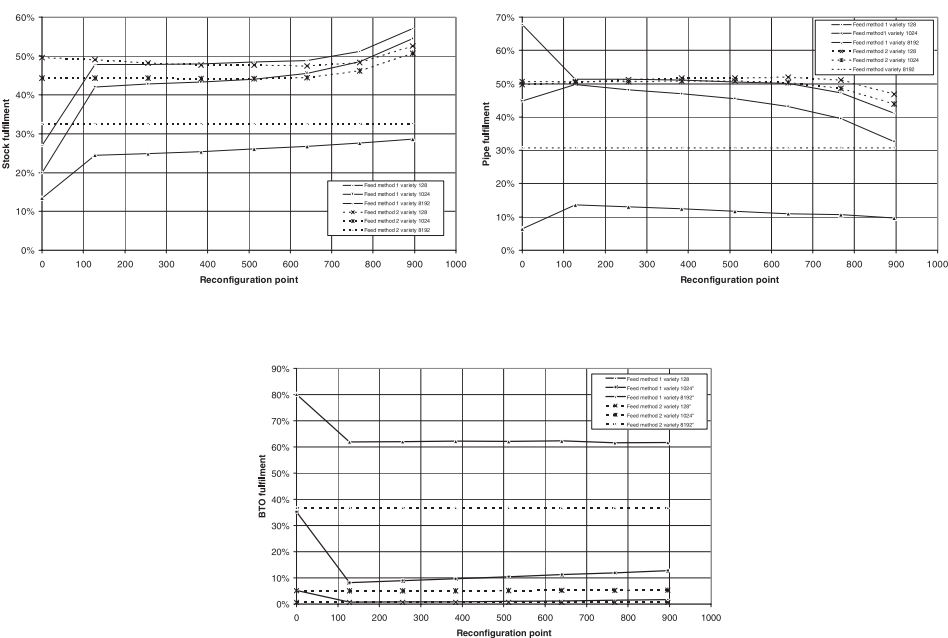 Stock fulfilment
60%
50%
40%
30%
20%
10%
0%
Feed method 1 variety 128
Feed method 1 variety 1024
Feed method 1 variety 8192
Feed method 2 variety 128
Feed method 2 variety 1024
Feed method 2 variety 8192
0 100 200 300 400 500 600 700 800 900 1000
Reconfiguration point
Pipe fulfilment
70%
60%
50%
40%
30%
20%
10%
0%
Feed method 1 variety 128
Feed method1 variety 1024
Feed method 1 variety 8192
Feed method 2 variety 128
Feed method 2 variety 1024
Feed method variety 8192
0 100 200 300 400 500 600 700 800 900 1000
Reconfiguration point
BTO fulfilment
90%
80%
70%
60%
50%
40%
30%
20%
10%
0%
Feed method 1 variety 128
Feed method 1 variety 1024"
Feed method 1 variety 8192"
Feed method 2 variety 128"
Feed method 2 variety 1024"
Feed method 2 variety 8192"
0 100 200 300 400 500 600 700 800 900 1000
Reconfiguration point